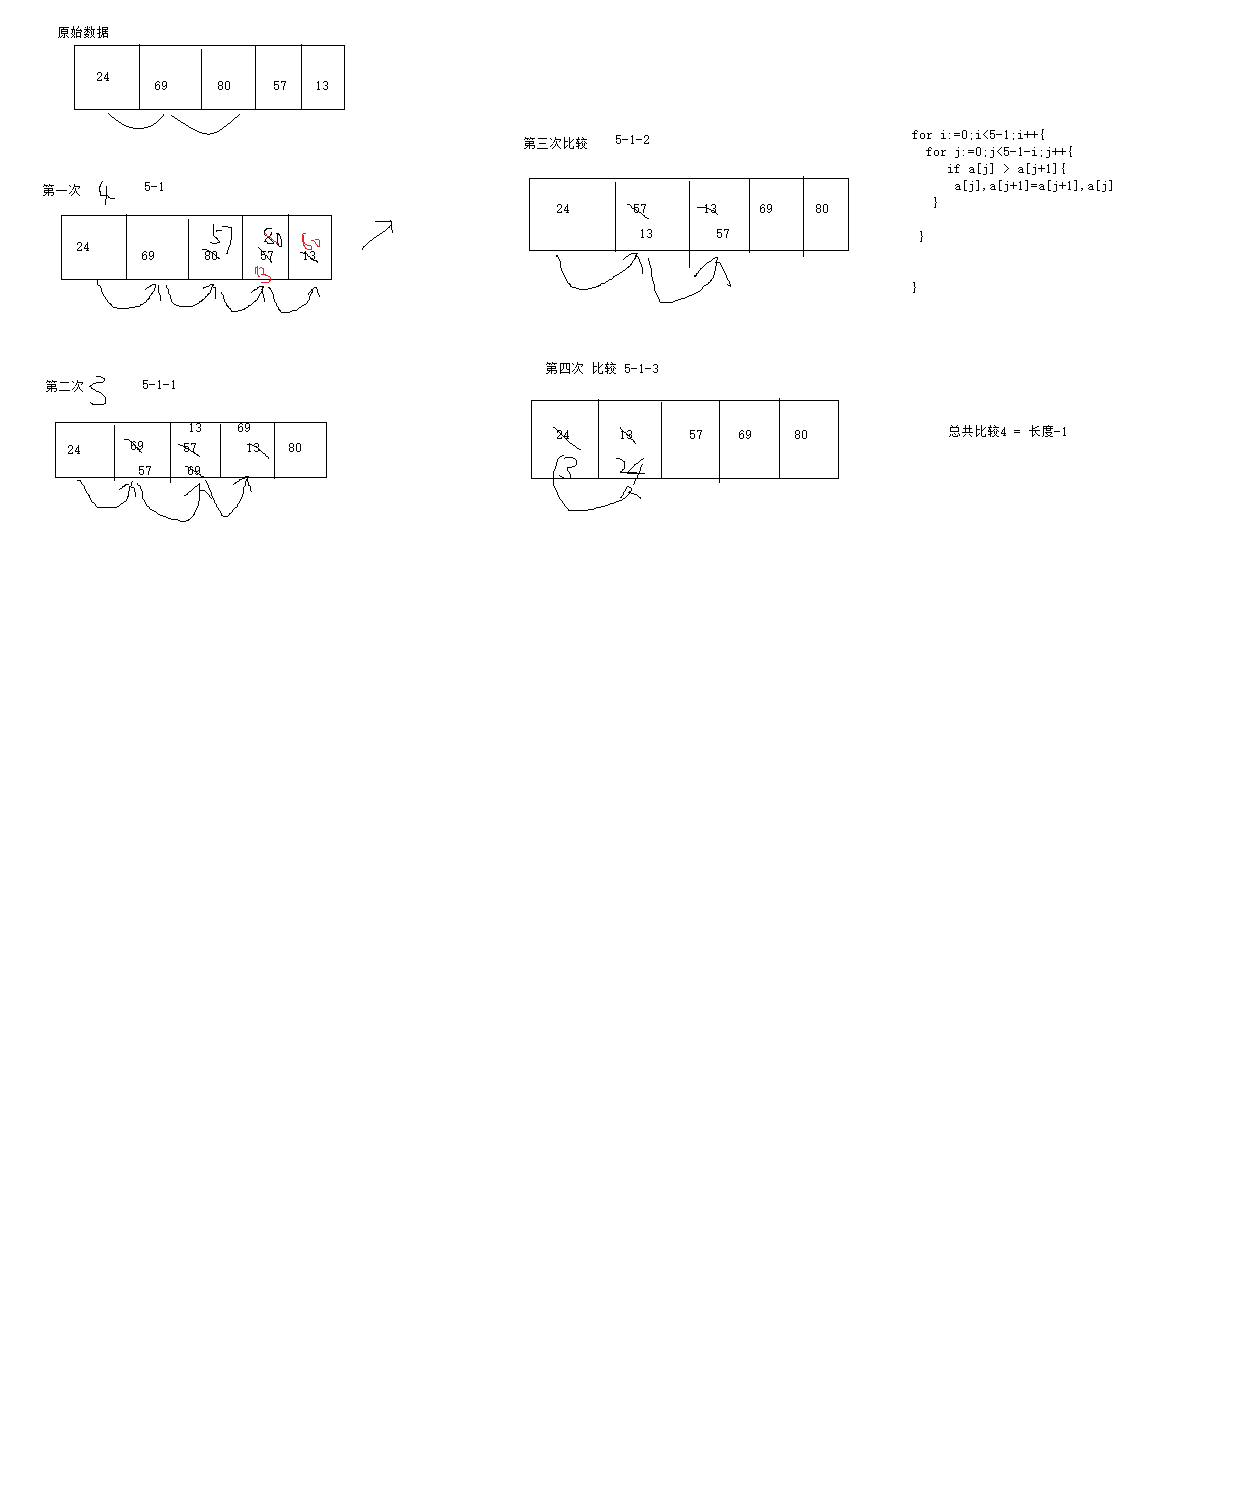 原始数据
24 69 80 57 13
第一次 4 5-1
57 80
24 69 80 57 13
第二次 3 5-1-1
13 69
24 69 57 13 80
57 69
第三次比较 5-1-2
24 57 13 69 80
13 57
第四次 比较 5-1-3
24 13 57 69 80
13 24
for i:=0;i<5-1;i++{
for j:=0;j<5-1-i;j++{
if a[j] > a[j+1]{
a[j],a[j+1]=a[j+1],a[j]
}
}
}
总共比较4 = 长度-1